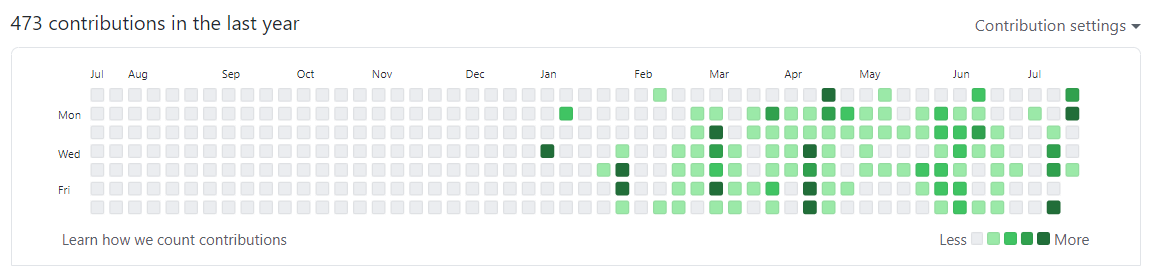 473 contributions in the last year
Contribution settings
Jul Aug Sep Oct Nov Dec Jan Feb Mar Apr May Jun Jul
Mon
Wed
Fri
Learn how we count contributions
Less More